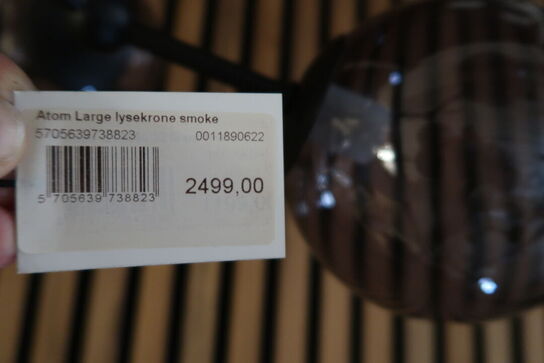 Atom Large lysekrone smoke
5705639738823 0011890622
5 705639 738823
2499,00